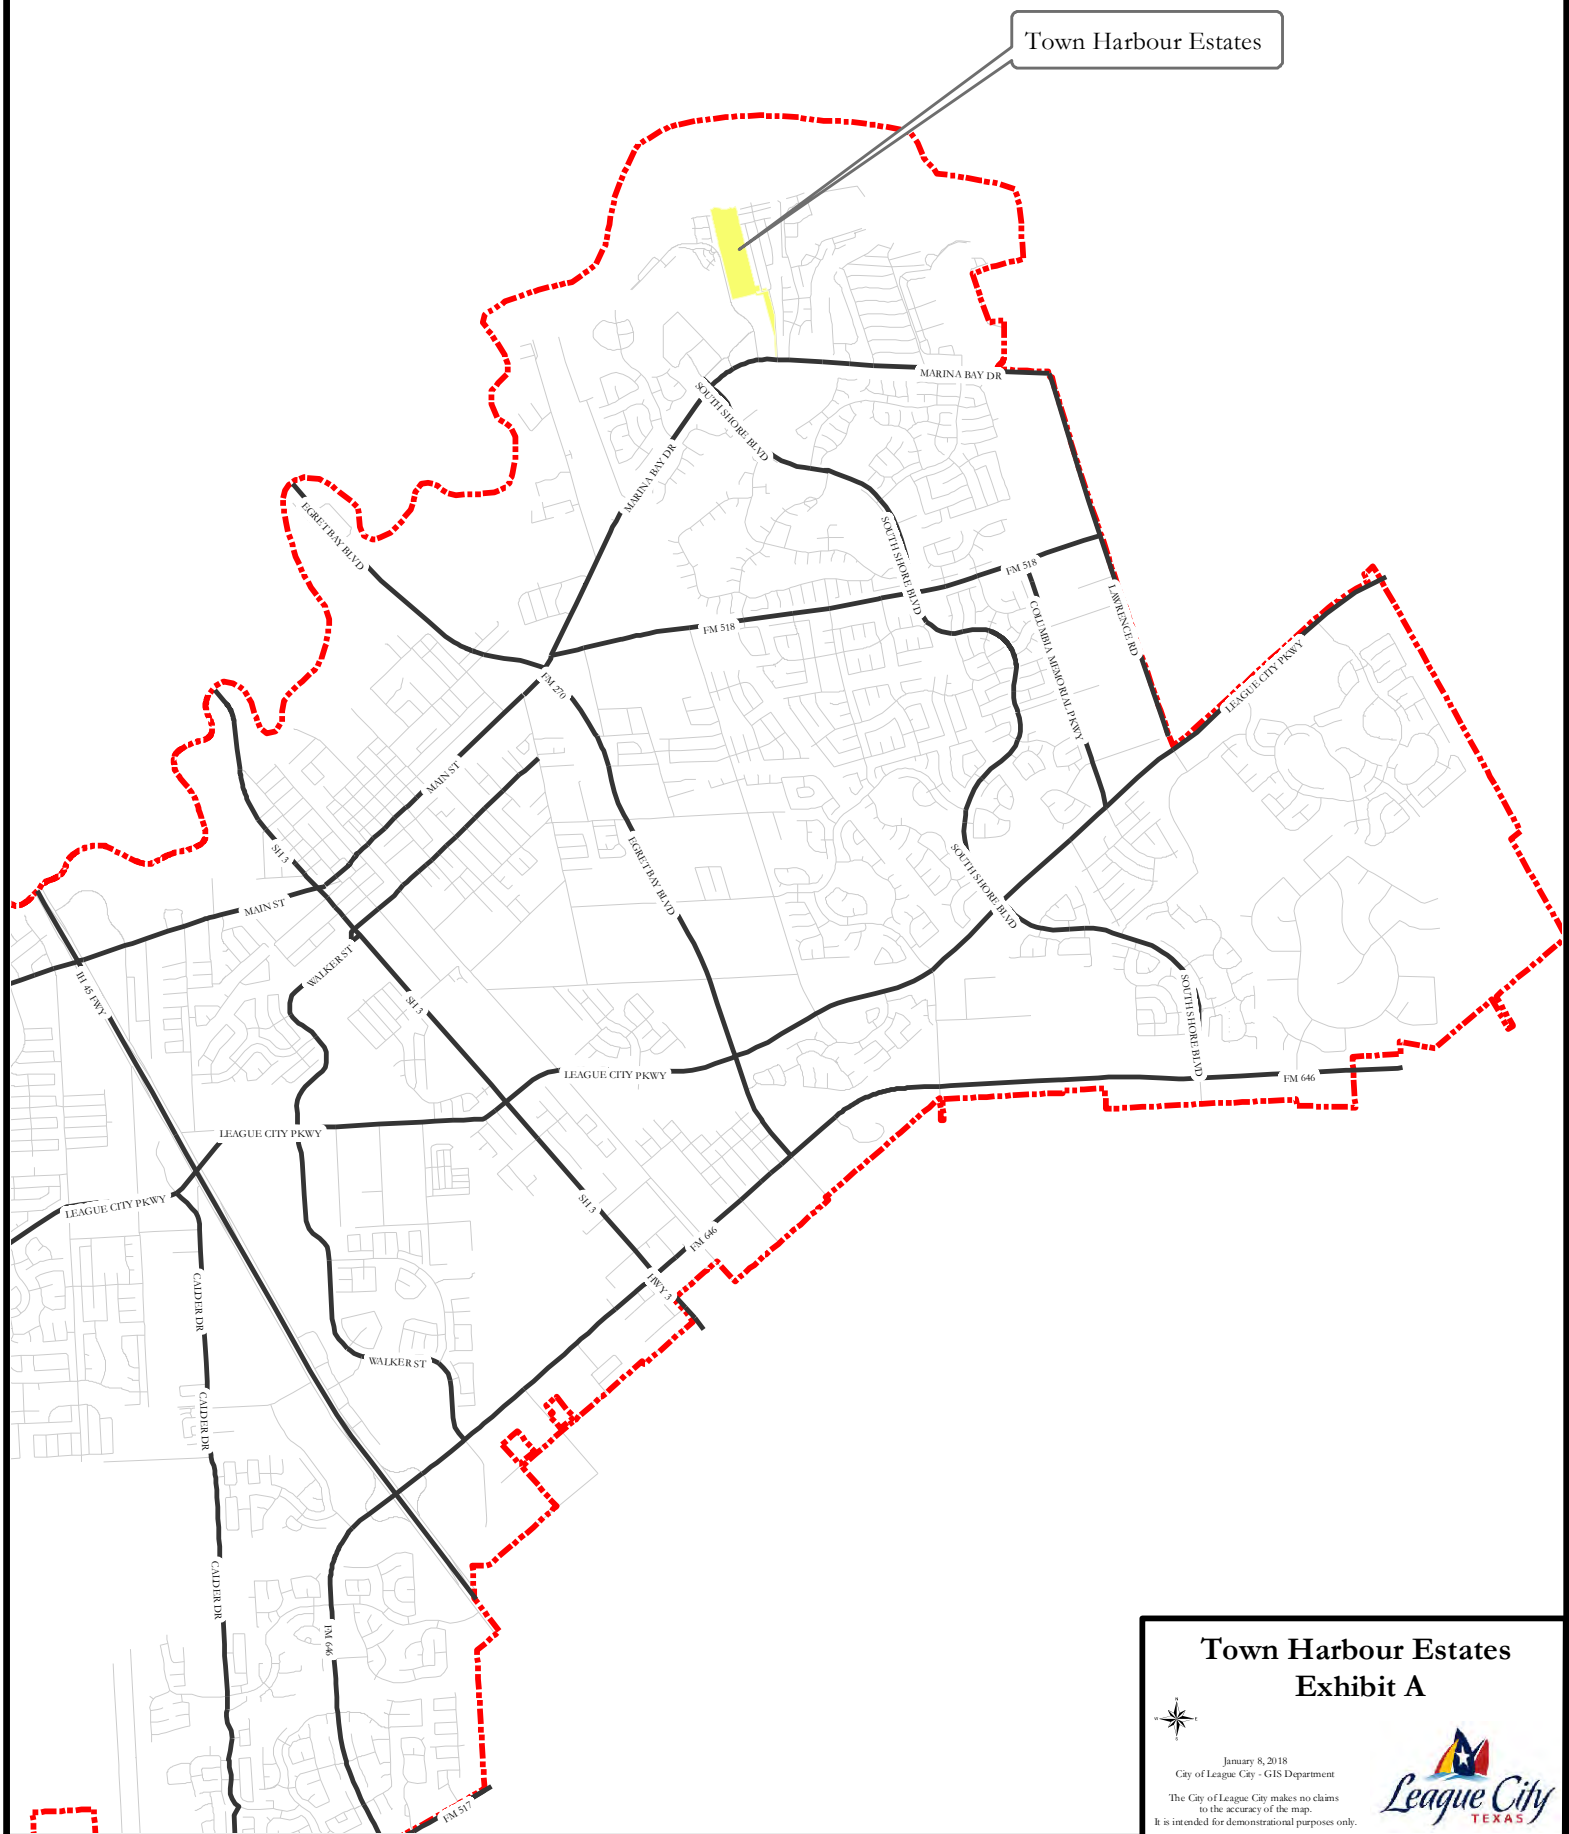 Town Harbour Estates
MARINA BAY DR
SOUTH SHORE BLVD
MARINA BAY DR
EGRET BAY BLVD
SOUTH SHORE BLVD
FM 518
LAWRENCE RD
COLUMBIA MEMORIAL PKWY
FM 518
LEAGUE CITY PKWY
FM 270
MAIN ST
SH 3
EGRET BAY BLVD
SOUTH SHORE BLVD
MAIN ST
WALKER ST
IH 45 FWY
SH 3
SOUTH SHORE BLVD
LEAGUE CITY PKWY
FM 646
LEAGUE CITY PKWY
LEAGUE CITY PKWY
SH 3
FM 646
HWY 3
CALDER DR
WALKER ST
CALDER DR
CALDER DR
FM 646
FM 517
Town Harbour Estates
Exhibit A
N
W
E
S
January 8, 2018
City of League City - GIS Department
The City of League City makes no claims
to the accuracy of the map.
It is intended for demonstrational purposes only.
League City
TEXAS